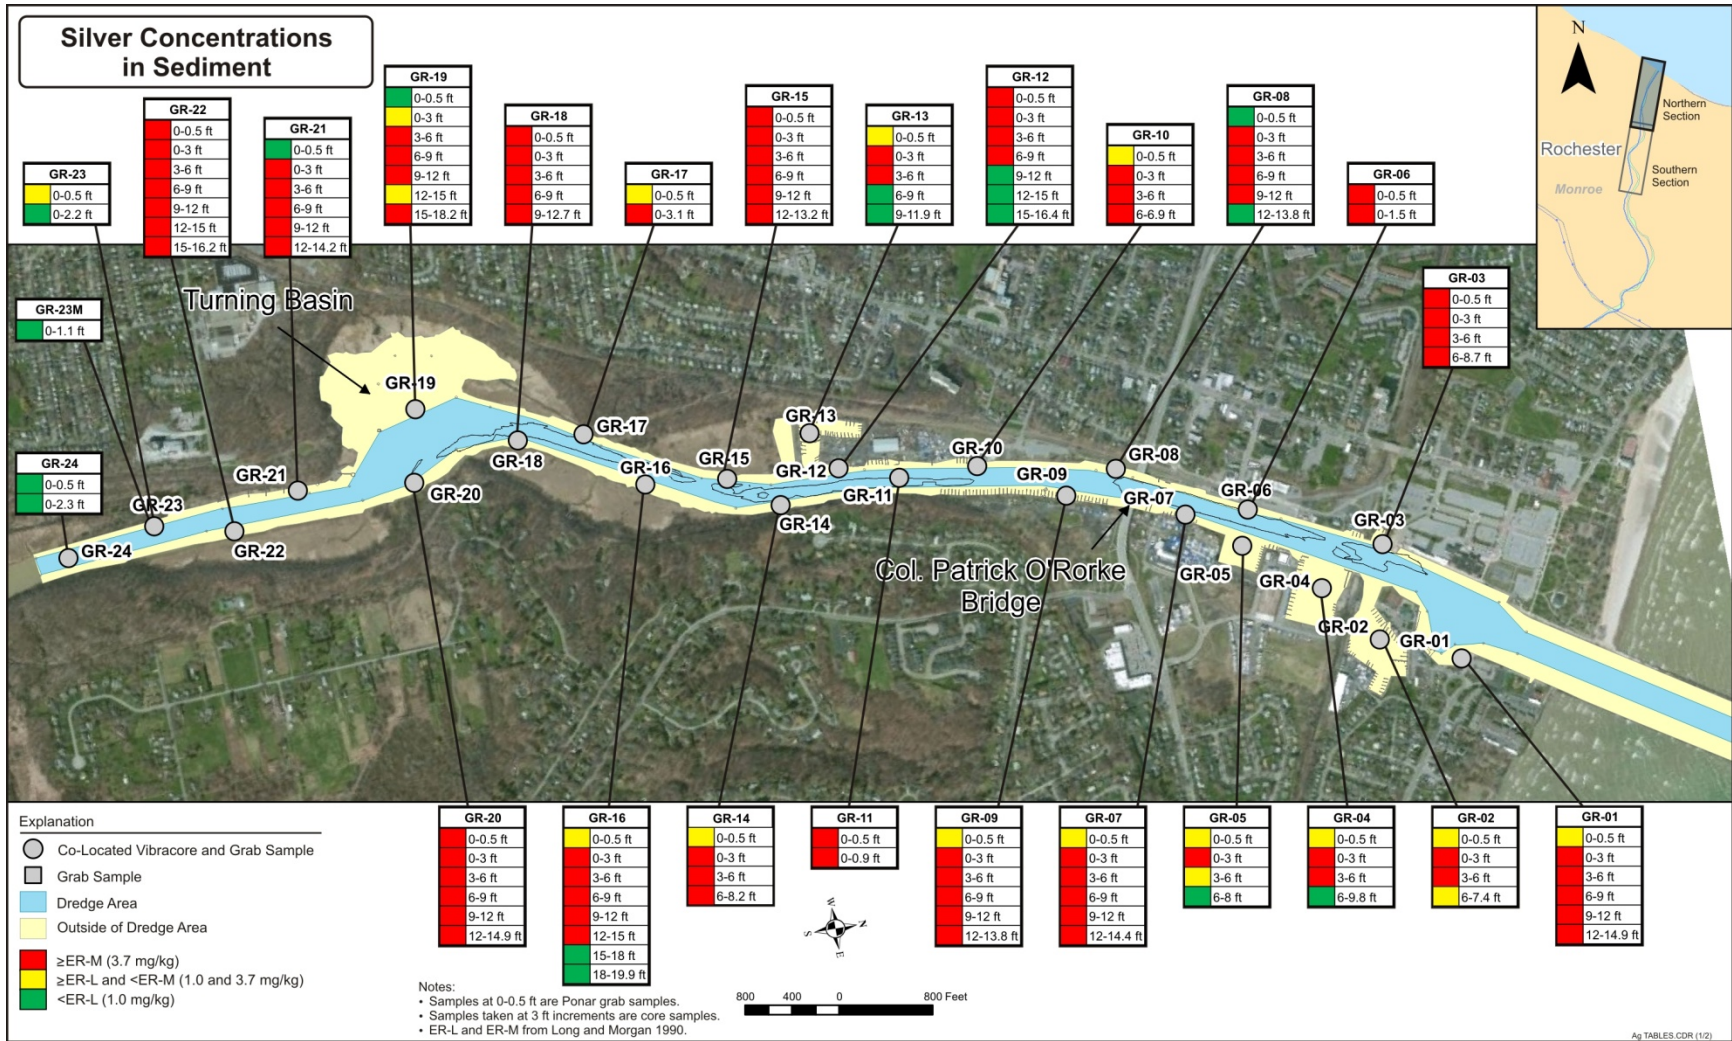 Silver Concentrations
in Sediment
GR-23
0-0.5 ft
0-2.2 ft
GR-22
0-0.5 ft
0-3 ft
3-6 ft
6-9 ft
9-12 ft
12-15 ft
15-16.2 ft
GR-21
0-0.5 ft
0-3 ft
3-6 ft
6-9 ft
9-12 ft
12-14.2 ft
GR-19
0-0.5 ft
0-3 ft
3-6 ft
6-9 ft
9-12 ft
12-15 ft
15-18.2 ft
GR-18
0-0.5 ft
0-3 ft
3-6 ft
6-9 ft
9-12.7 ft
GR-17
0-0.5 ft
0-3.1 ft
GR-15
0-0.5 ft
0-3 ft
3-6 ft
6-9 ft
9-12 ft
12-13.2 ft
GR-13
0-0.5 ft
0-3 ft
3-6 ft
6-9 ft
9-11.9 ft
GR-12
0-0.5 ft
0-3 ft
3-6 ft
6-9 ft
9-12 ft
12-15 ft
15-16.4 ft
GR-10
0-0.5 ft
0-3 ft
3-6 ft
6-6.9 ft
GR-08
0-0.5 ft
0-3 ft
3-6 ft
6-9 ft
9-12 ft
12-13.8 ft
GR-06
0-0.5 ft
0-1.5 ft
GR-03
0-0.5 ft
0-3 ft
3-6 ft
6-8.7 ft
N
Northern
Section
Rochester
Southern
Section
Monroe
GR-23M
0-1.1 ft
GR-24
0-0.5 ft
0-2.3 ft
Turning Basin
GR-19
GR-17
GR-18
GR-13
GR-15
GR-16
GR-12
GR-10
GR-11
GR-09
GR-08
GR-07
GR-06
GR-03
GR-21
GR-20
GR-14
GR-23
GR-22
GR-24
Col. Patrick O'Rorke
Bridge
GR-05
GR-04
GR-02
GR-01
GR-20
0-0.5 ft
0-3 ft
3-6 ft
6-9 ft
9-12 ft
12-14.9 ft
GR-16
0-0.5 ft
0-3 ft
3-6 ft
6-9 ft
9-12 ft
12-15 ft
15-18 ft
18-19.9 ft
GR-14
0-0.5 ft
0-3 ft
3-6 ft
6-8.2 ft
GR-11
0-0.5 ft
0-0.9 ft
GR-09
0-0.5 ft
0-3 ft
3-6 ft
6-9 ft
9-12 ft
12-13.8 ft
GR-07
0-0.5 ft
0-3 ft
3-6 ft
6-9 ft
9-12 ft
12-14.4 ft
GR-05
0-0.5 ft
0-3 ft
3-6 ft
6-8 ft
GR-04
0-0.5 ft
0-3 ft
3-6 ft
6-9.8 ft
GR-02
0-0.5 ft
0-3 ft
3-6 ft
6-7.4 ft
GR-01
0-0.5 ft
0-3 ft
3-6 ft
6-9 ft
9-12 ft
12-14.9 ft
Explanation
Co-Located Vibracore and Grab Sample
Grab Sample
Dredge Area
Outside of Dredge Area
≥ER-M (3.7 mg/kg)
≥ER-L and <ER-M (1.0 and 3.7 mg/kg)
<ER-L (1.0 mg/kg)
Notes:
• Samples at 0-0.5 ft are Ponar grab samples.
• Samples taken at 3 ft increments are core samples.
• ER-L and ER-M from Long and Morgan 1990.
W
N
S
E
800 400 0 800 Feet
Ag TABLES.CDR (1/2)